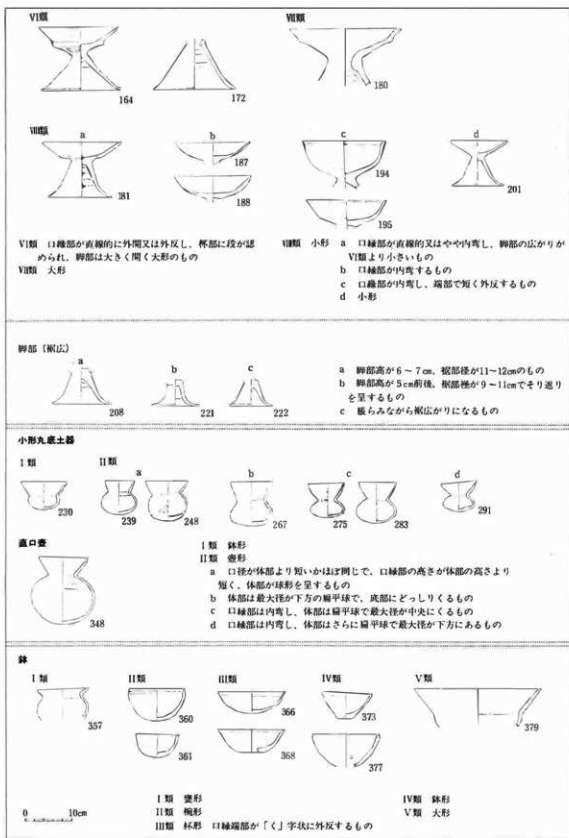 VI類
VII類
164
172
180
VIII類
a
b
c
d
181
187
188
194
195
201
VI類 口縁部が直線的に外開又は外反し、杯部に段が認
められ、脚部は大きく開く大形のもの
VII類 大形
VIII類 小形 a 口縁部が直線的又はやや内弯し、脚部の広がりが
VI類より小さいもの
b 口縁部が内弯するもの
c 口縁部が内弯し、端部で短く外反するもの
d 小形
脚部(裾広)
a
b
c
208
221
222
a 脚部高が6~7cm、裾部径が11~12cmのもの
b 脚部高が5cm前後、裾部径が9~11cmでそり返り
を呈するもの
c 膨らみながら裾広がりになるもの
小形丸底土器
I類
II類
a
b
c
d
230
239
248
267
275
283
291
直口壺
348
I類 鉢形
II類 壺形
a 口径が体部より短いかほぼ同じで、口縁部の高さが体部の高さより
短く、体部が球形を呈するもの
b 体部は最大径が下方の扁平球で、底部にどっしりくるもの
c 口縁部は内弯し、体部は扁平球で最大径が中央にくるもの
d 口縁部は内弯し、体部はさらに扁平球で最大径が下方にあるもの
鉢
I類
II類
III類
IV類
V類
357
360
361
366
368
373
377
379
I類 甕形
II類 椀形
III類 杯形 口縁端部が「く」字状に外反するもの
IV類 鉢形
V類 大形
0 10cm